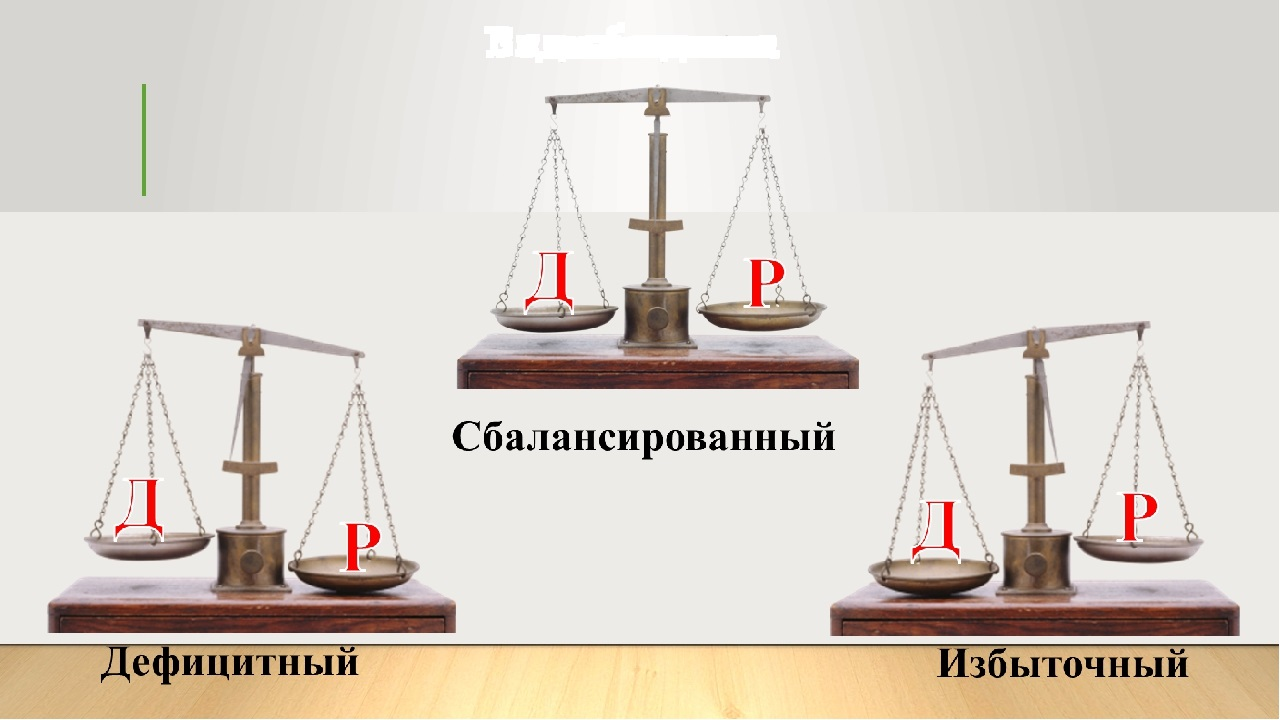 Д Р
Сбалансированный
Д Р
Дефицитный
Д Р
Избыточный